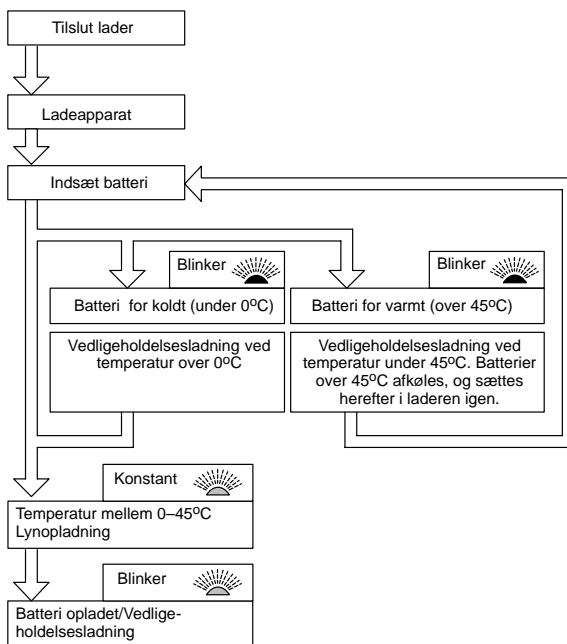 Tilslut lader
Ladeapparat
Indsæt batteri
Blinker
Batteri for koldt (under 0ºC)
Vedligeholdelsesladning ved
temperatur over 0ºC
Blinker
Batteri for varmt (over 45ºC)
Vedligeholdelsesladning ved
temperatur under 45ºC. Batterier
over 45ºC afkøles, og sættes
herefter i laderen igen.
Konstant
Temperatur mellem 0–45ºC
Lynopladning
Blinker
Batteri opladet/Vedlige-
holdelsesladning